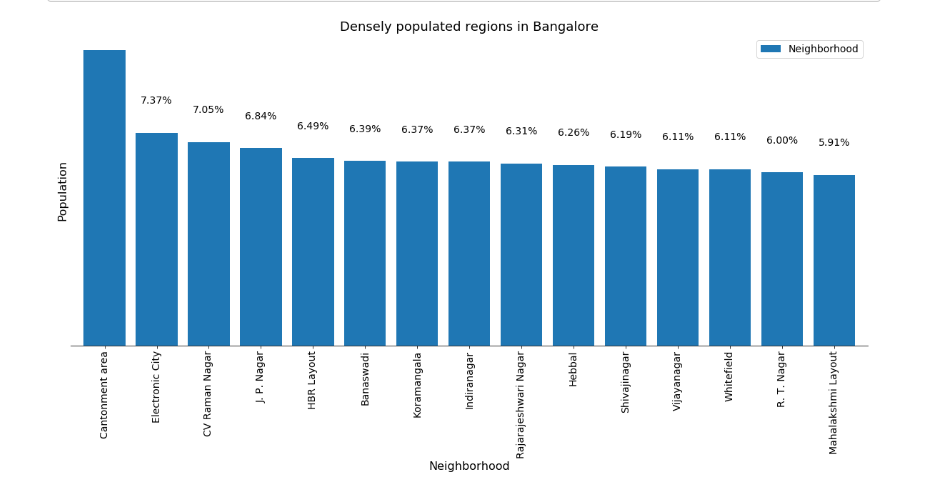 Densely populated regions in Bangalore
Neighborhood
7.37%
7.05%
6.84%
6.49%
6.39%
6.37%
6.37%
6.31%
6.26%
6.19%
6.11%
6.11%
6.00%
5.91%
Population
Cantonment area
Electronic City
CV Raman Nagar
J. P. Nagar
HBR Layout
Banaswadi
Koramangala
Indiranagar
Rajarajeshwari Nagar
Hebbal
Shivajinagar
Vijayanagar
Whitefield
R. T. Nagar
Mahalakshmi Layout
Neighborhood